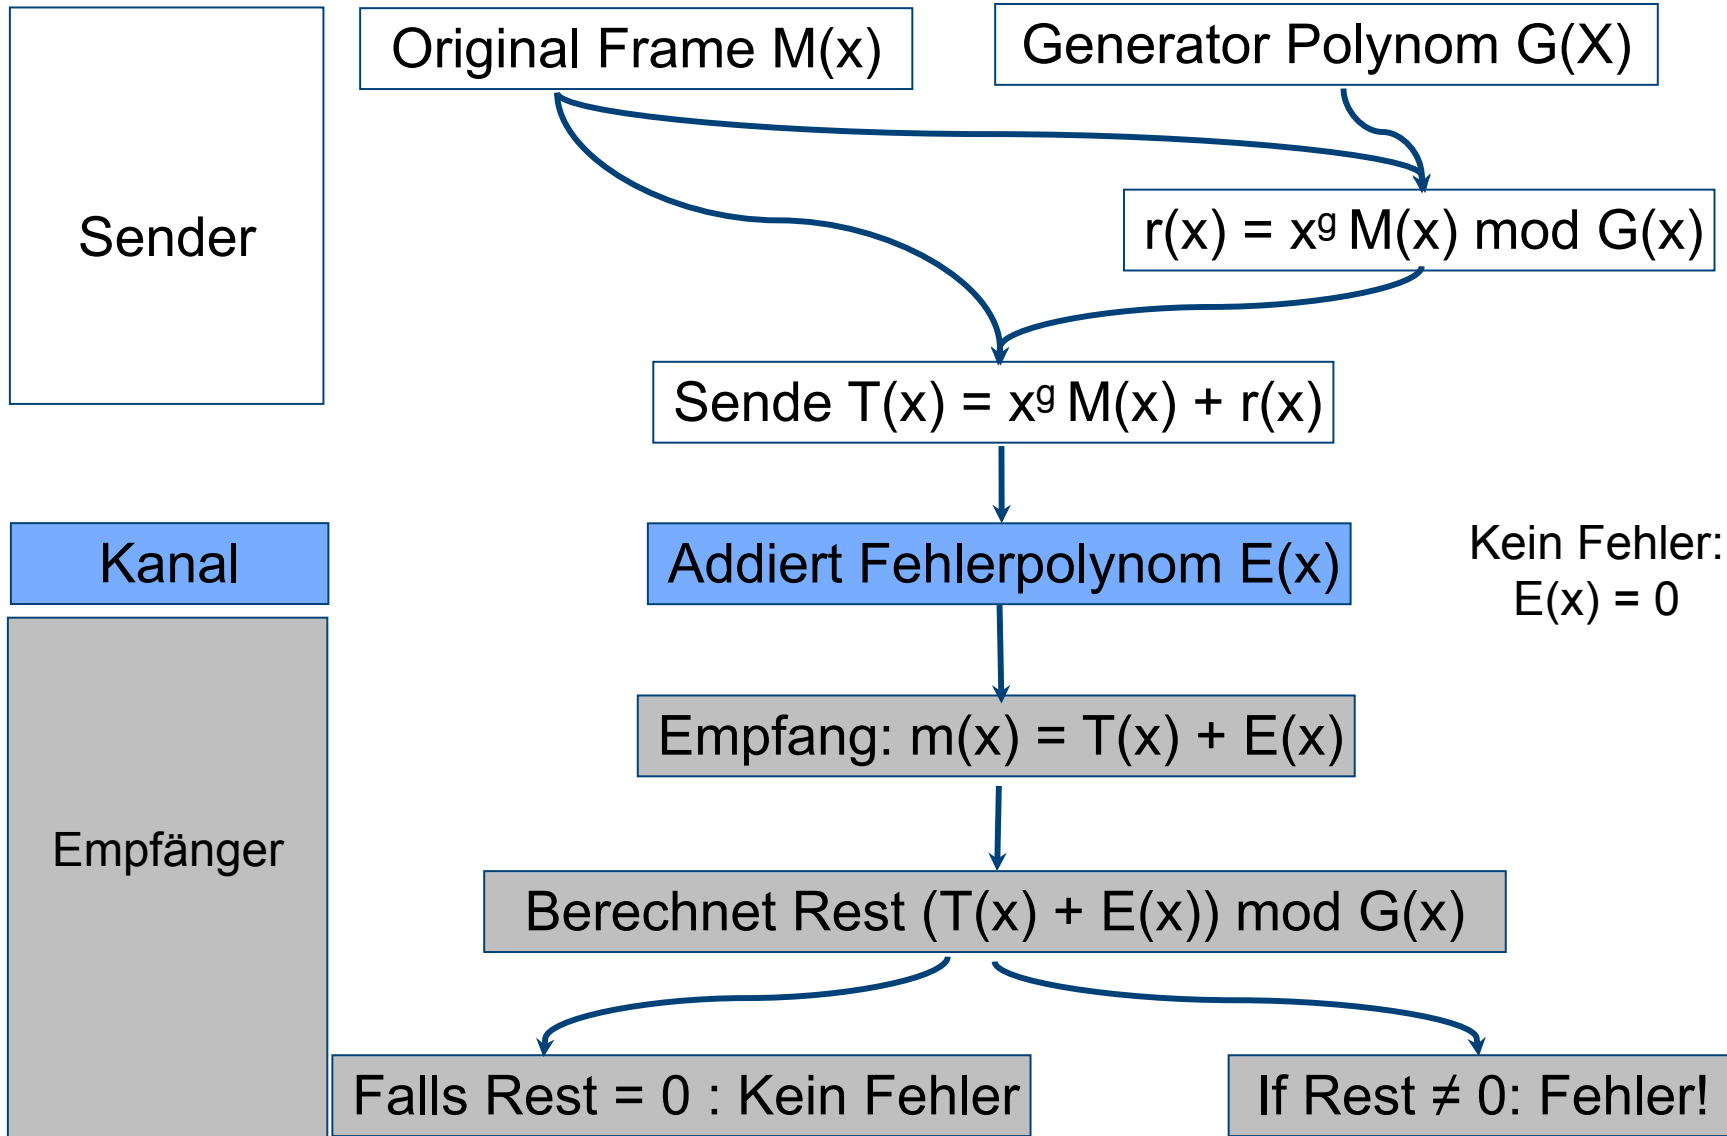 Original Frame M(x)
Generator Polynom G(X)
Sender
r(x) = xᵍ M(x) mod G(x)
Sende T(x) = xᵍ M(x) + r(x)
Kanal
Addiert Fehlerpolynom E(x)
Kein Fehler:
E(x) = 0
Empfang: m(x) = T(x) + E(x)
Empfänger
Berechnet Rest (T(x) + E(x)) mod G(x)
Falls Rest = 0 : Kein Fehler
If Rest ≠ 0: Fehler!